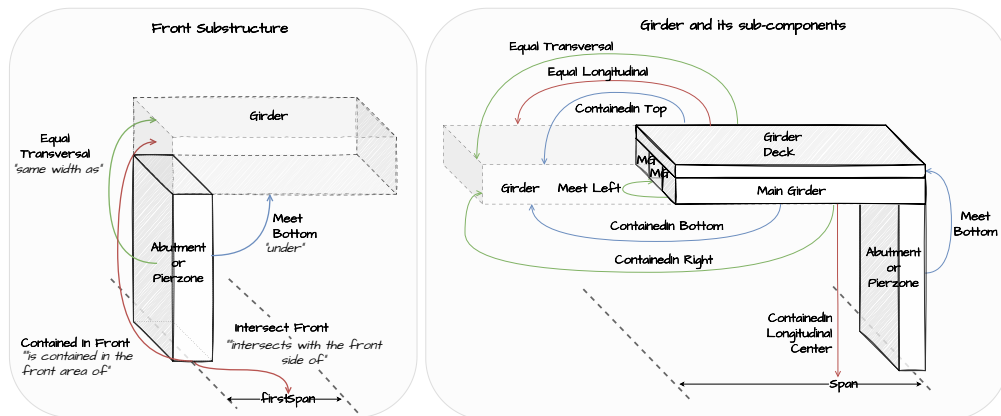 Front Substructure
Girder
Equal
Transversal
"same width as"
Meet
Bottom
"under"
Abutment
or
Pierzone
Contained In Front
""is contained in the
front area of"
Intersect Front
""intersects with the front
side of"
firstSpan
Girder and its sub-components
Equal Transversal
Equal Longitudinal
ContainedIn Top
Girder
Deck
MG
MG
Girder
Meet Left
Main Girder
ContainedIn Bottom
ContainedIn Right
Meet
Bottom
Abutment
or
Pierzone
ContainedIn
Longitudinal
Center
Span